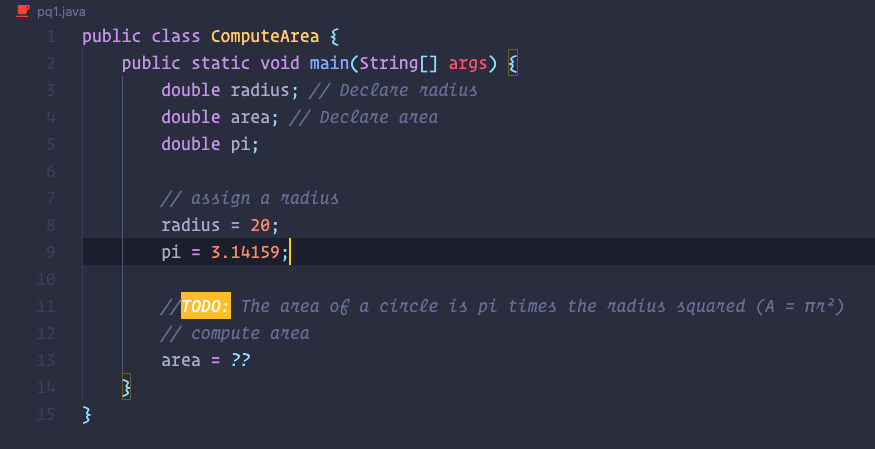 pq1.java
1 public class ComputeArea {
2     public static void main(String[] args) {
3         double radius; // Declare radius
4         double area; // Declare area
5         double pi;
6
7         // assign a radius
8         radius = 20;
9         pi = 3.14159;
10
11         //TODO: The area of a circle is pi times the radius squared (A = πr²)
12         // compute area
13         area = ??
14     }
15 }